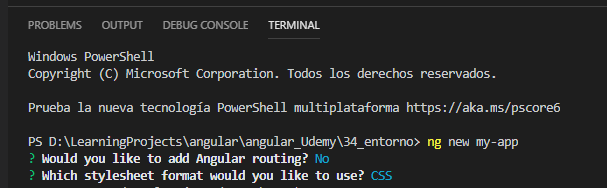 PROBLEMS OUTPUT DEBUG CONSOLE TERMINAL
Windows PowerShell
Copyright (C) Microsoft Corporation. Todos los derechos reservados.
Prueba la nueva tecnología PowerShell multiplataforma https://aka.ms/pscore6
PS D:\LearningProjects\angular\angular_Udemy\34_entorno> ng new my-app
? Would you like to add Angular routing? No
? Which stylesheet format would you like to use? CSS